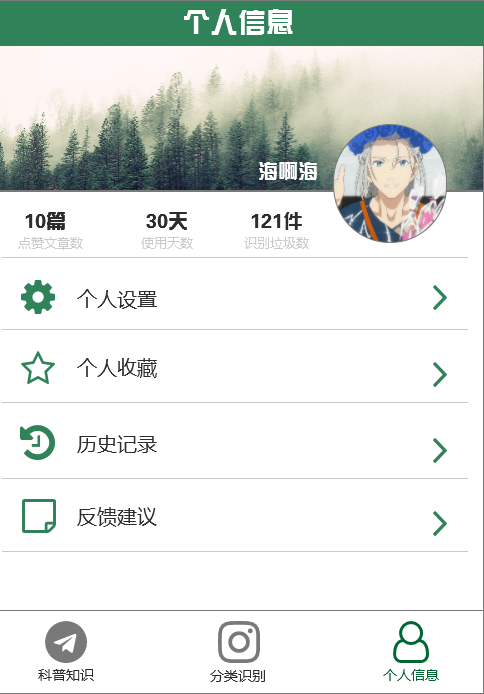 个人信息
海啊海
10篇 30天 121件
点赞文章数 使用天数 识别垃圾数
个人设置
个人收藏
历史记录
反馈建议
科普知识 分类识别 个人信息